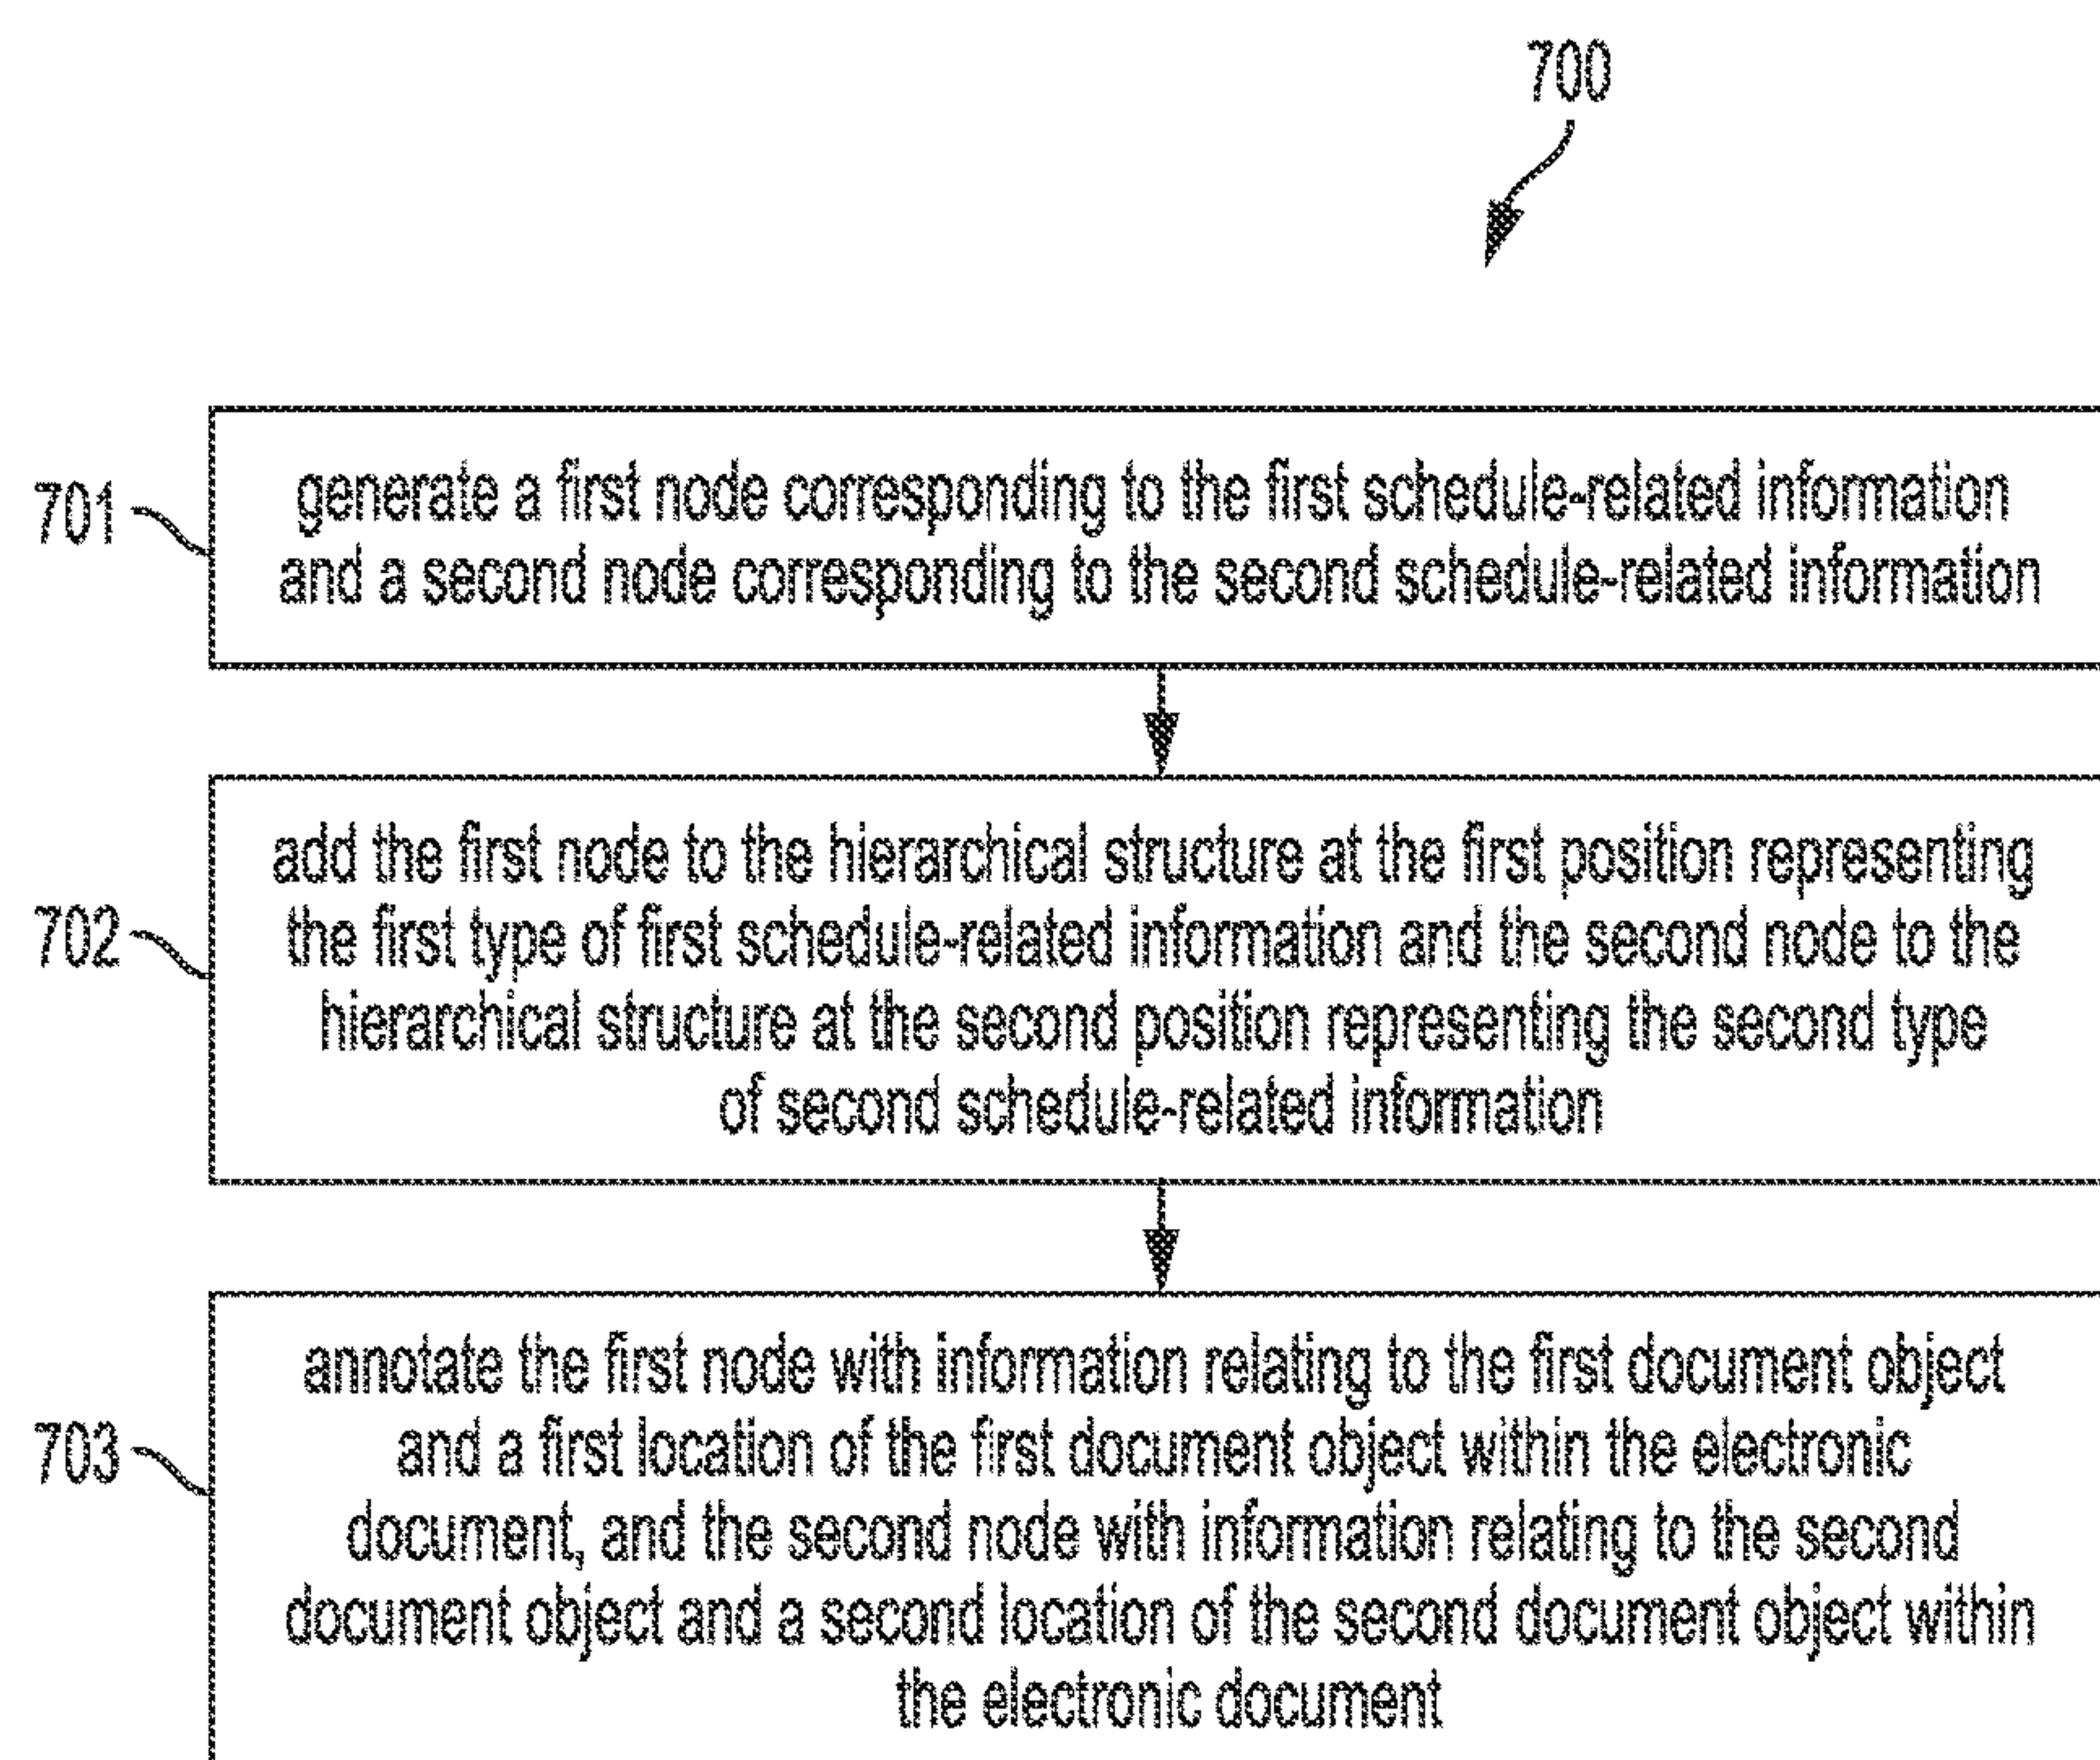 700
701
generate a first node corresponding to the first schedule-related information
and a second node corresponding to the second schedule-related information
702
add the first node to the hierarchical structure at the first position representing
the first type of first schedule-related information and the second node to the
hierarchical structure at the second position representing the second type
of second schedule-related information
703
annotate the first node with information relating to the first document object
and a first location of the first document object within the electronic
document, and the second node with information relating to the second
document object and a second location of the second document object within
the electronic document